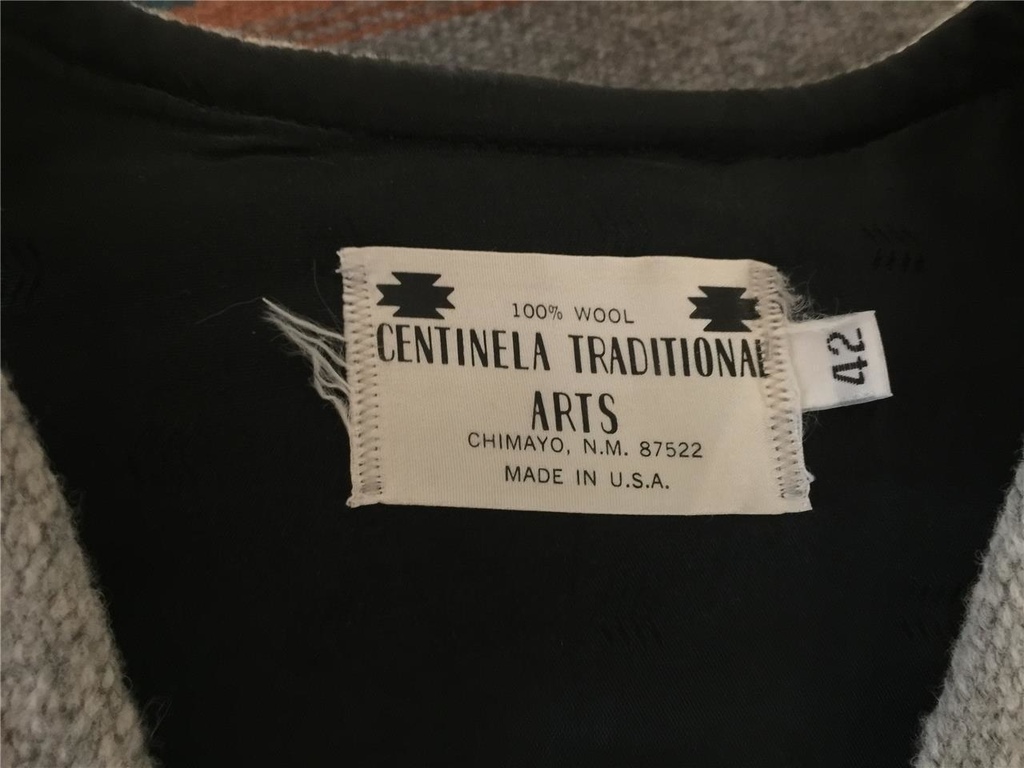 100% WOOL
CENTINELA TRADITIONAL
ARTS
CHIMAYO, N.M. 87522
MADE IN U.S.A.
42